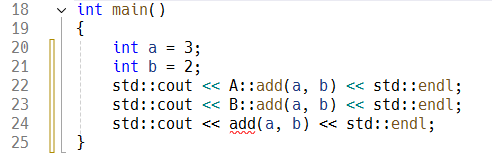 18 int main()
19 {
20 int a = 3;
21 int b = 2;
22 std::cout << A::add(a, b) << std::endl;
23 std::cout << B::add(a, b) << std::endl;
24 std::cout << add(a, b) << std::endl;
25 }